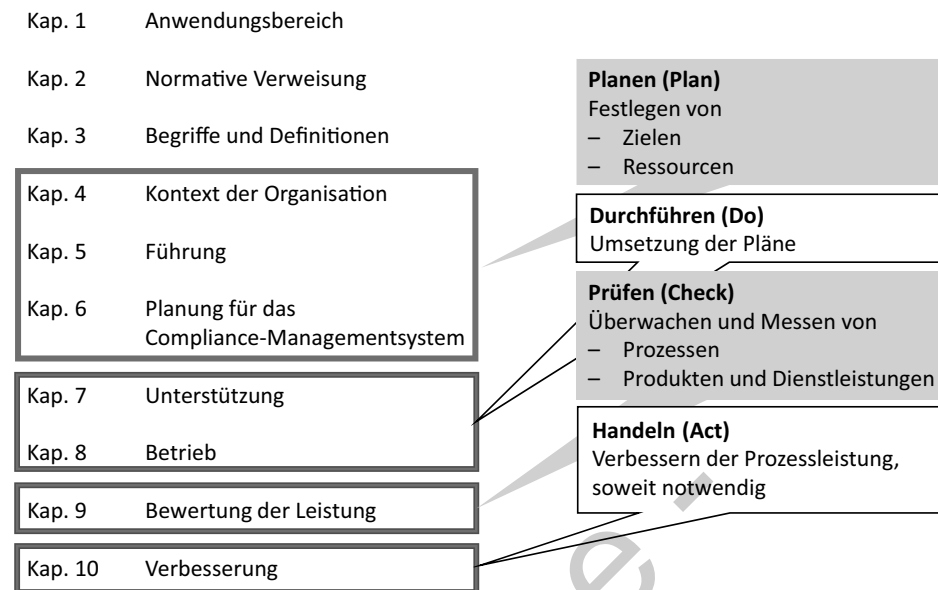 Kap. 1 Anwendungsbereich
Kap. 2 Normative Verweisung
Kap. 3 Begriffe und Definitionen
Kap. 4 Kontext der Organisation
Kap. 5 Führung
Kap. 6 Planung für das
Compliance-Managementsystem
Kap. 7 Unterstützung
Kap. 8 Betrieb
Kap. 9 Bewertung der Leistung
Kap. 10 Verbesserung
Planen (Plan)
Festlegen von
– Zielen
– Ressourcen
Durchführen (Do)
Umsetzung der Pläne
Prüfen (Check)
Überwachen und Messen von
– Prozessen
– Produkten und Dienstleistungen
Handeln (Act)
Verbessern der Prozessleistung,
soweit notwendig